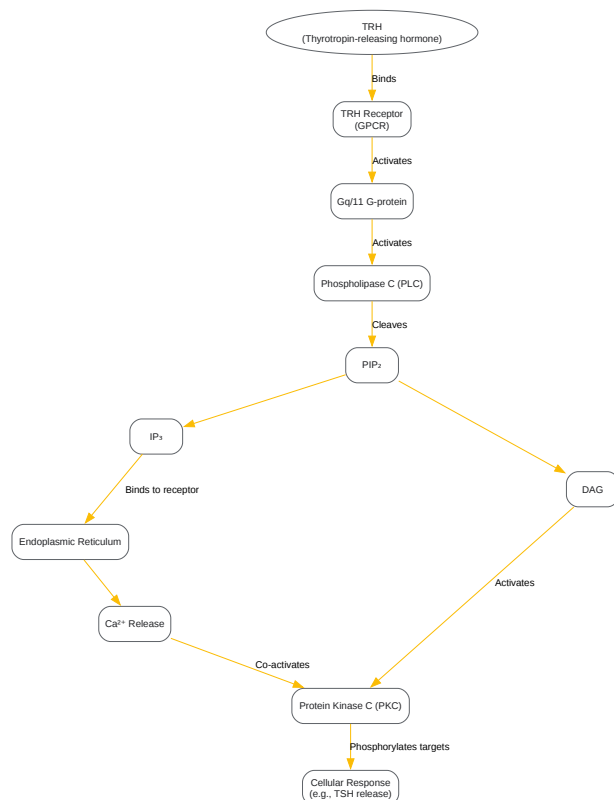 TRH
(Thyrotropin-releasing hormone)
Binds
TRH Receptor
(GPCR)
Activates
Gq/11 G-protein
Activates
Phospholipase C (PLC)
Cleaves
PIP₂
IP₃
Binds to receptor
DAG
Endoplasmic Reticulum
Activates
Ca²⁺ Release
Co-activates
Protein Kinase C (PKC)
Phosphorylates targets
Cellular Response
(e.g., TSH release)